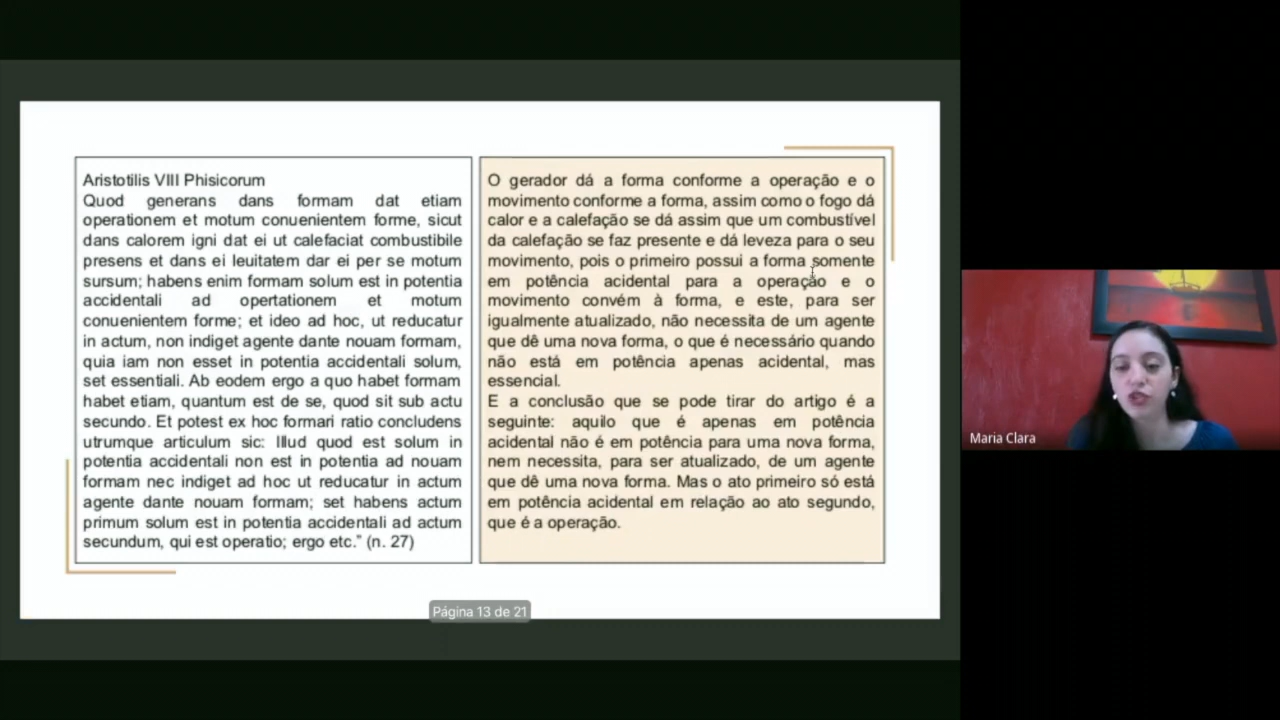 Aristotilis VIII Phisicorum
Quod generans dans formam dat etiam
operationem et motum conuenientem forme, sicut
dans calorem igni dat ei ut calefaciat combustibile
presens et dans ei leuitatem dar ei per se motum
sursum; habens enim formam solum est in potentia
accidentali ad opertationem et motum
conuenientem forme; et ideo ad hoc, ut reducatur
in actum, non indiget agente dante nouam formam,
quia iam non esset in potentia accidentali solum,
set essentiali. Ab eodem ergo a quo habet formam
habet etiam, quantum est de se, quod sit sub actu
secundo. Et potest ex hoc formari ratio concludens
utrumque articulum sic: Illud quod est solum in
potentia accidentali non est in potentia ad nouam
formam nec indiget ad hoc ut reducatur in actum
agente dante nouam formam; set habens actum
primum solum est in potentia accidentali ad actum
secundum, qui est operatio; ergo etc.” (n. 27)
O gerador dá a forma conforme a operação e o
movimento conforme a forma, assim como o fogo dá
calor e a calefação se dá assim que um combustível
da calefação se faz presente e dá leveza para o seu
movimento, pois o primeiro possui a forma somente
em potência acidental para a operação e o
movimento convém à forma, e este, para ser
igualmente atualizado, não necessita de um agente
que dê uma nova forma, o que é necessário quando
não está em potência apenas acidental, mas
essencial.
E a conclusão que se pode tirar do artigo é a
seguinte: aquilo que é apenas em potência
acidental não é em potência para uma nova forma,
nem necessita, para ser atualizado, de um agente
que dê uma nova forma. Mas o ato primeiro só está
em potência acidental em relação ao ato segundo,
que é a operação.
Página 13 de 21
Maria Clara